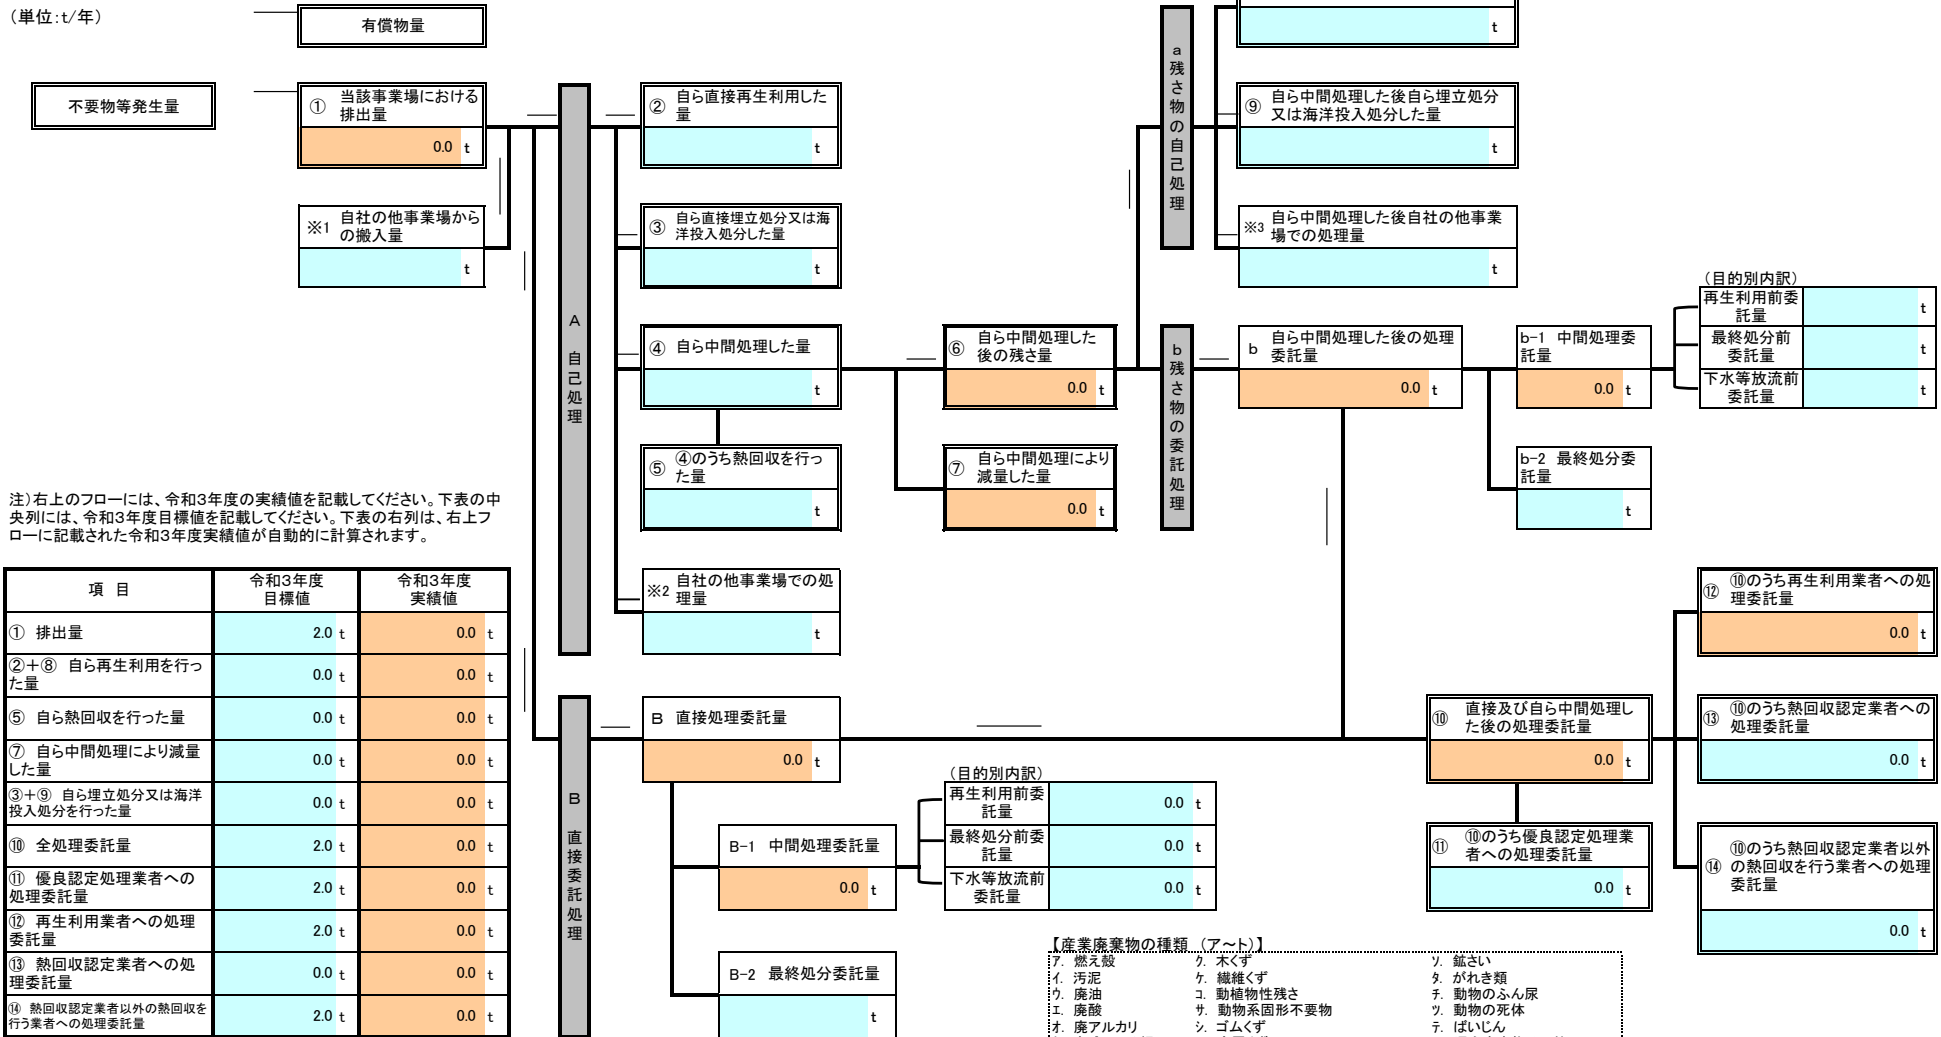 (単位:t/年)
有償物量
t
不要物等発生量
① 当該事業場における
排出量
0.0 t
※1 自社の他事業場から
の搬入量
t
A 自己処理
② 自ら直接再生利用した
量
t
③ 自ら直接埋立処分又は海
洋投入処分した量
t
④ 自ら中間処理した量
t
⑤ ④のうち熱回収を行っ
た量
t
※2 自社の他事業場での処
理量
t
⑥ 自ら中間処理した
後の残さ量
0.0 t
⑦ 自ら中間処理により
減量した量
0.0 t
a 残さ物の自己処理
⑨ 自ら中間処理した後自ら埋立処分
又は海洋投入処分した量
t
※3 自ら中間処理した後自社の他事業
場での処理量
t
b 残さ物の委託処理
b 自ら中間処理した後の処理
委託量
0.0 t
b-1 中間処理委
託量
0.0 t
b-2 最終処分委
託量
t
(目的別内訳)
再生利用前委
託量
t
最終処分前
委託量
t
下水等放流前
委託量
t
注)右上のフローには、令和3年度の実績値を記載してください。下表の中
央列には、令和3年度目標値を記載してください。下表の右列は、右上フ
ローに記載された令和3年度実績値が自動的に計算されます。
項 目 令和3年度
目標値 令和3年度
実績値
① 排出量 2.0 t 0.0 t
②+⑧ 自ら再生利用を行っ
た量 0.0 t 0.0 t
⑤ 自ら熱回収を行った量 0.0 t 0.0 t
⑦ 自ら中間処理により減量
した量 0.0 t 0.0 t
③+⑨ 自ら埋立処分又は海洋
投入処分を行った量 0.0 t 0.0 t
⑩ 全処理委託量 2.0 t 0.0 t
⑪ 優良認定処理業者への
処理委託量 2.0 t 0.0 t
⑫ 再生利用業者への処理
委託量 2.0 t 0.0 t
⑬ 熱回収認定業者への処
理委託量 0.0 t 0.0 t
⑭ 熱回収認定業者以外の熱回収を
行う業者への処理委託量 2.0 t 0.0 t
B 直接委託処理
B 直接処理委託量
0.0 t
B-1 中間処理委託量
0.0 t
B-2 最終処分委託量
t
(目的別内訳)
再生利用前委
託量
0.0 t
最終処分前委
託量
0.0 t
下水等放流前
委託量
0.0 t
⑩ 直接及び自ら中間処理し
た後の処理委託量
0.0 t
⑪ ⑩のうち優良認定処理業
者への処理委託量
0.0 t
⑫ ⑩のうち再生利用業者への処
理委託量
0.0 t
⑬ ⑩のうち熱回収認定業者への
処理委託量
0.0 t
⑭ ⑩のうち熱回収認定業者以外
の熱回収を行う業者への処理
委託量
0.0 t
【産業廃棄物の種類 (ア~ト)】
ア. 燃え殻 ク. 木くず ソ. 鉱さい
イ. 汚泥 ケ. 繊維くず タ. がれき類
ウ. 廃油 コ. 動植物性残さ チ. 動物のふん尿
エ. 廃酸 サ. 動物系固形不要物 ツ. 動物の死体
オ. 廃アルカリ シ. ゴムくず テ. ばいじん